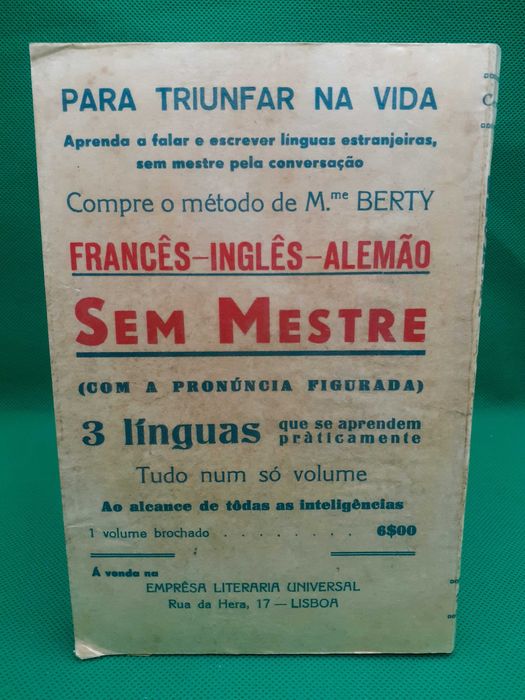 PARA TRIUNFAR NA VIDA
Aprenda a falar e escrever línguas estranjeiras,
sem mestre pela conversação
Compre o método de M.me BERTY
FRANCÊS-INGLÊS-ALEMÃO
SEM MESTRE
(COM A PRONÚNCIA FIGURADA)
3 línguas que se aprendem pràticamente
Tudo num só volume
Ao alcance de tôdas as inteligências
1 volume brochado . . . . . . . . 6$00
Á venda na
EMPRÊSA LITERARIA UNIVERSAL
Rua da Hera, 17 — LISBOA